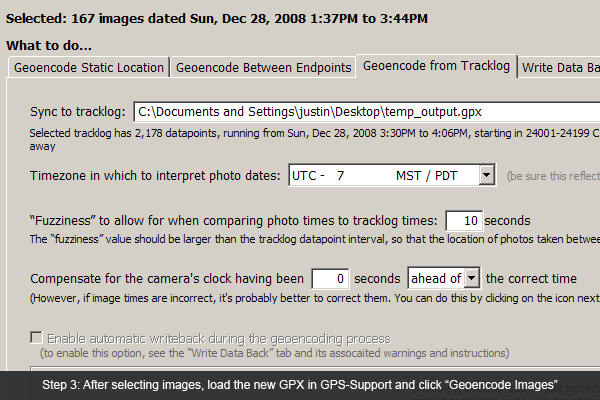 Selected: 167 images dated Sun, Dec 28, 2008 1:37PM to 3:44PM
What to do...
Geoencode Static Location Geoencode Between Endpoints Geoencode from Tracklog Write Data Ba
Sync to tracklog: C:\Documents and Settings\justin\Desktop\temp_output.gpx
Selected tracklog has 2,178 datapoints, running from Sun, Dec 28, 2008 3:30PM to 4:06PM, starting in 24001-24199 C
away
Timezone in which to interpret photo dates: UTC - 7 MST / PDT (be sure this reflect
“Fuzziness” to allow for when comparing photo times to tracklog times: 10 seconds
The “fuzziness” value should be larger than the tracklog datapoint interval, so that the location of photos taken betwee
Compensate for the camera's clock having been 0 seconds ahead of the correct time
(However, if image times are incorrect, it's probably better to correct them. You can do this by clicking on the icon next
Enable automatic writeback during the geoencoding process
(to enable this option, see the “Write Data Back” tab and its assocaited warnings and instructions)
Step 3: After selecting images, load the new GPX in GPS-Support and click “Geoencode Images”